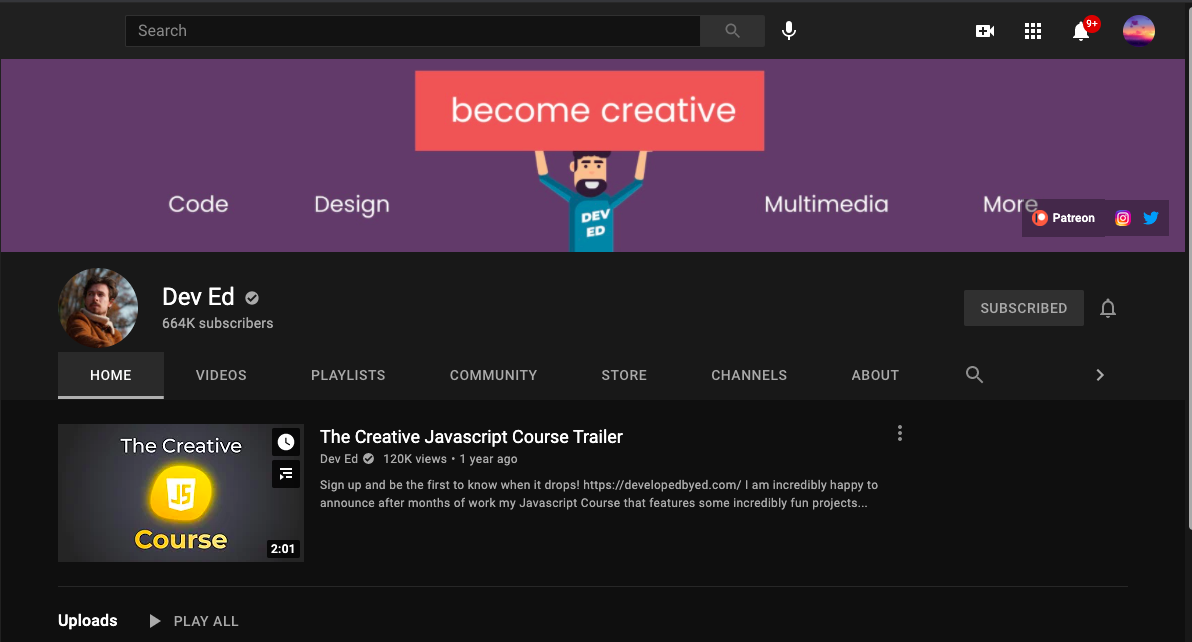 Search
9+
become creative
Code
Design
DEV
ED
Multimedia
More
Patreon
Dev Ed
664K subscribers
SUBSCRIBED
HOME
VIDEOS
PLAYLISTS
COMMUNITY
STORE
CHANNELS
ABOUT
The Creative
JS
Course
2:01
The Creative Javascript Course Trailer
Dev Ed 120K views • 1 year ago
Sign up and be the first to know when it drops! https://developedbyed.com/ I am incredibly happy to
announce after months of work my Javascript Course that features some incredibly fun projects...
Uploads
PLAY ALL